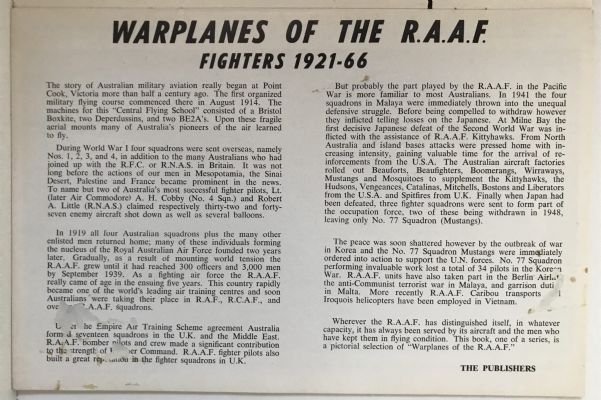 WARPLANES OF THE R.A.A.F.
FIGHTERS 1921-66
The story of Australian military aviation really began at Point
Cook, Victoria more than half a century ago. The first organized
military flying course commenced there in August 1914. The
machines for this "Central Flying School" consisted of a Bristol
Boxkite, two Deperdussins, and two BE2A's. Upon these fragile
aerial mounts many of Australia's pioneers of the air learned
to fly.
During World War I four squadrons were sent overseas, namely
Nos. 1, 2, 3, and 4, in addition to the many Australians who had
joined up with the R.F.C. or R.N.A.S. in Britain. It was not
long before the actions of our men in Mesopotamia, the Sinai
Desert, Palestine and France became prominent in the news.
To name but two of Australia's most successful fighter pilots, Lt.
(later Air Commodore) A. H. Cobby (No. 4 Sqn.) and Robert
A. Little (R.N.A.S.) claimed respectively thirty-two and forty-
seven enemy aircraft shot down as well as several balloons.
In 1919 all four Australian squadrons plus the many other
enlisted men returned home; many of these individuals forming
the nucleus of the Royal Australian Air Force founded two years
later. Gradually, as a result of mounting world tension the
R.A.A.F. grew until it had reached 300 officers and 3,000 men
by September 1939. As a fighting air force the R.A.A.F.
really came of age in the ensuing five years. This country rapidly
became one of the world's leading air training centres and soon
Australians were taking their place in R.A.F., R.C.A.F., and
R.A.A.F. squadrons.
the Empire Air Training Scheme agreement Australia
seventeen squadrons in the U.K. and the Middle East.
R.A.A.F. bomber pilots and crew made a significant contribution
to the strength of Command. R.A.A.F. fighter pilots also
built a great in the fighter squadrons in U.K.
But probably the part played by the R.A.A.F. in the Pacific
War is more familiar to most Australians. In 1941 the four
squadrons in Malaya were immediately thrown into the unequal
defensive struggle. Before being compelled to withdraw however
they inflicted telling losses on the Japanese. At Milne Bay the
first decisive Japanese defeat of the Second World War was in-
flicted with the assistance of R.A.A.F. Kittyhawks. From North
Australia and island bases attacks were pressed home with in-
creasing intensity, gaining valuable time for the arrival of re-
inforcements from the U.S.A. The Australian aircraft factories
rolled out Beauforts, Beaufighters, Boomerangs, Wirraways,
Mustangs and Mosquitoes to supplement the Kittyhawks, the
Hudsons, Vengeances, Catalinas, Mitchells, Bostons and Liberators
from the U.S.A. and Spitfires from U.K. Finally when Japan had
been defeated, three fighter squadrons were sent to form part of
the occupation force, two of these being withdrawn in 1948,
leaving only No. 77 Squadron (Mustangs).
The peace was soon shattered however by the outbreak of war
in Korea and the No. 77 Squadron Mustangs were immediately
ordered into action to support the U.N. forces. No. 77 Squadron
performing invaluable work lost a total of 34 pilots in the Korean
War. R.A.A.F. units have also taken part in the Berlin
the anti-Communist terrorist war in Malaya, and garrison
in Malta. More recently R.A.A.F. Caribou transports
Iroquois helicopters have been employed in Vietnam.
Wherever the R.A.A.F. has distinguished itself, in whatever
capacity, it has always been served by its aircraft and the men who
have kept them in flying condition. This book, one of a series, is
a pictorial selection of "Warplanes of the R.A.A.F."
THE PUBLISHERS